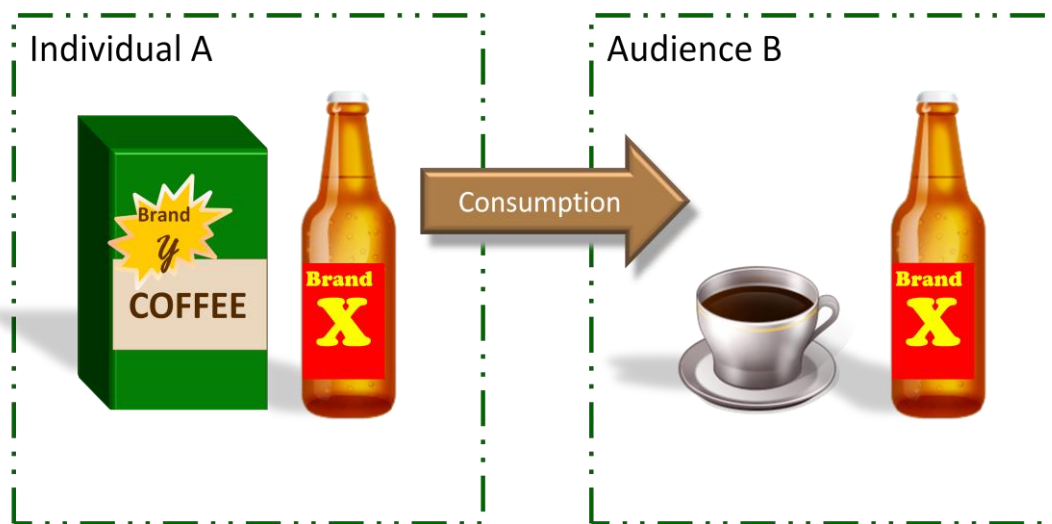 Individual A
Brand
y
COFFEE
Brand
X
Consumption
Audience B
Brand
X